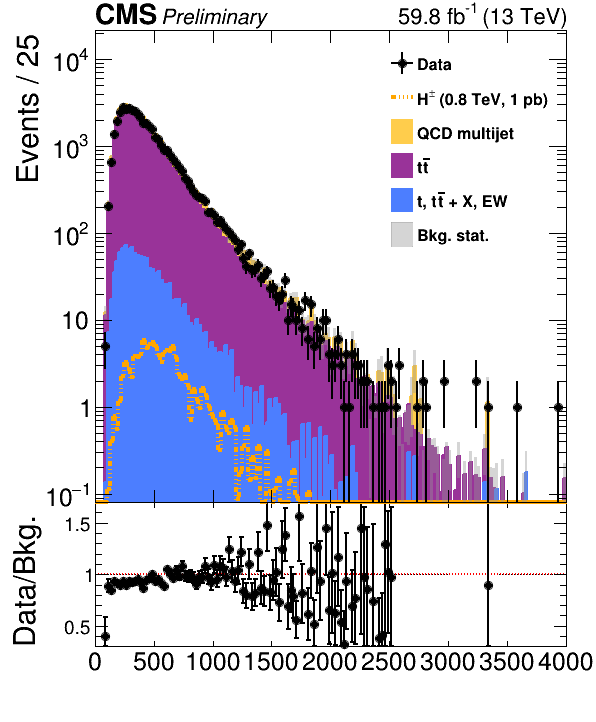 CMS Preliminary 59.8 fb⁻¹ (13 TeV)
Events / 25
10⁴
10³
10²
10
1
10⁻¹
Data
H± (0.8 TeV, 1 pb)
QCD multijet
tt̄
t, tt̄ + X, EW
Bkg. stat.
Data/Bkg.
1.5
1
0.5
0 500 1000 1500 2000 2500 3000 3500 4000